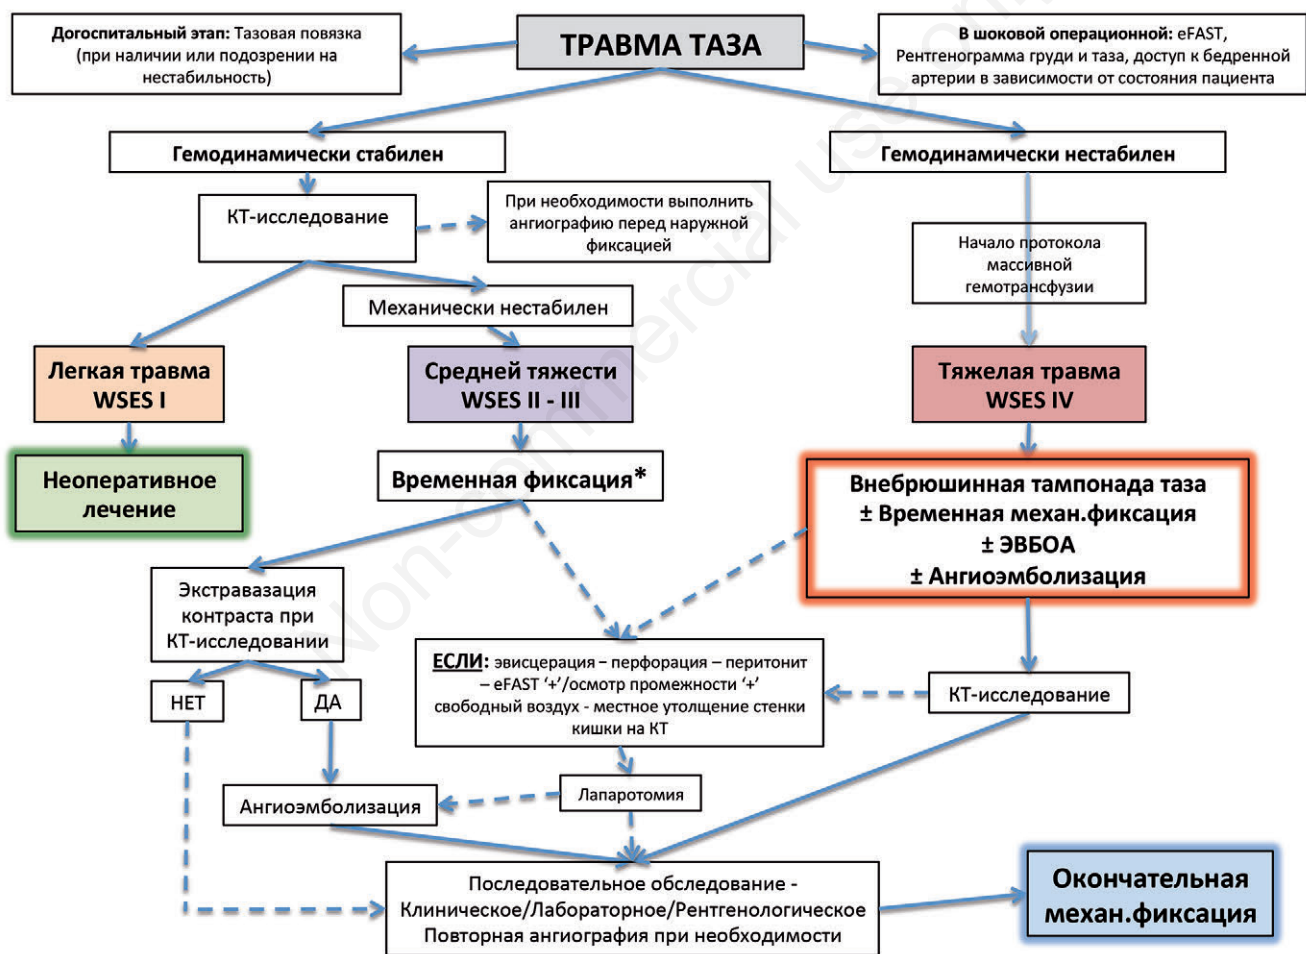 Догоспитальный этап: Тазовая повязка
(при наличии или подозрении на
нестабильность)
ТРАВМА ТАЗА
В шоковой операционной: eFAST,
Рентгенограмма груди и таза, доступ к бедренной
артерии в зависимости от состояния пациента
Гемодинамически стабилен
Гемодинамически нестабилен
КТ-исследование
При необходимости выполнить
ангиографию перед наружной
фиксацией
Начало протокола
массивной
гемотрансфузии
Механически нестабилен
Легкая травма
WSES I
Средней тяжести
WSES II - III
Тяжелая травма
WSES IV
Неоперативное
лечение
Временная фиксация*
Внебрюшинная тампонада таза
± Временная механ.фиксация
± ЭВБОА
± Ангиоэмболизация
Экстравазация
контраста при
КТ-исследовании
ЕСЛИ: эвисцерация – перфорация – перитонит
– eFAST ‘+’/осмотр промежности ‘+’
свободный воздух - местное утолщение стенки
кишки на КТ
КТ-исследование
НЕТ
ДА
Ангиоэмболизация
Лапаротомия
Последовательное обследование -
Клиническое/Лабораторное/Рентгенологическое
Повторная ангиография при необходимости
Окончательная
механ.фиксация
Non-commercial use only